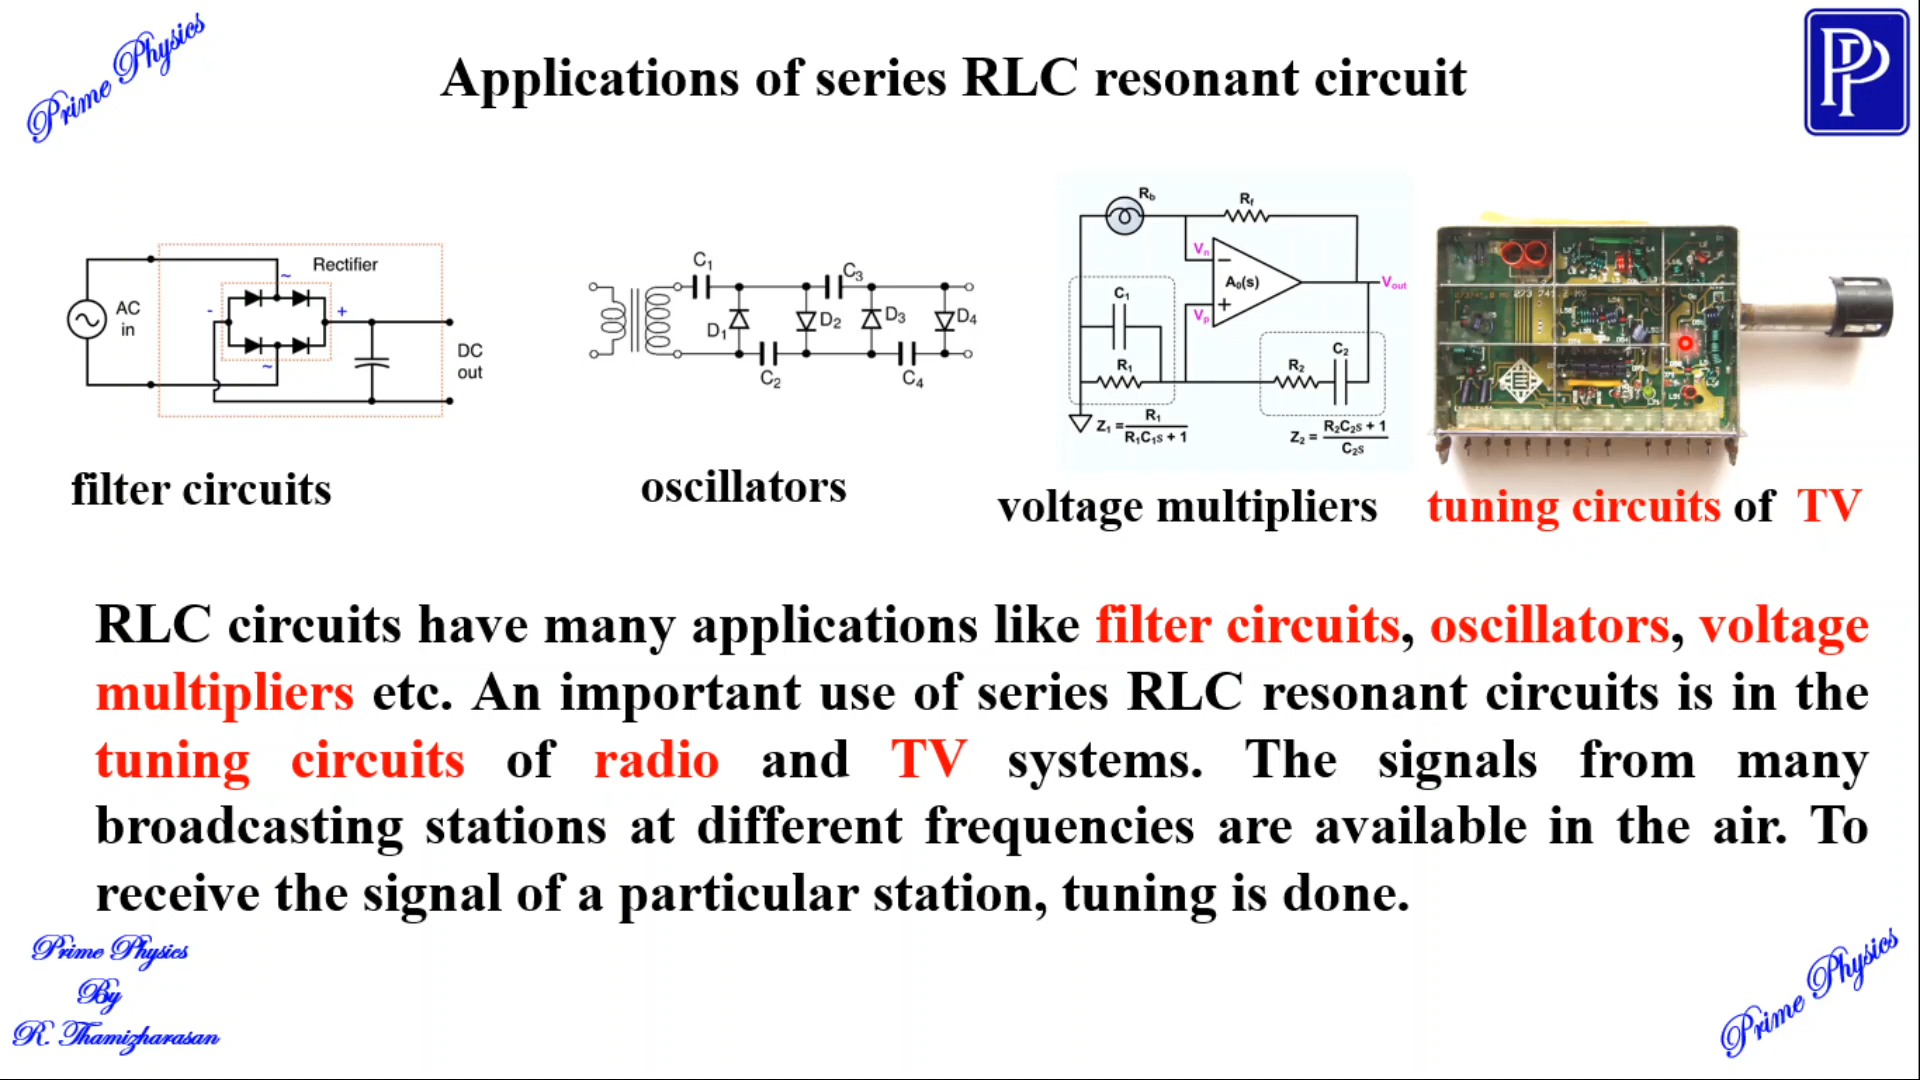 Prime Physics
Applications of series RLC resonant circuit
PP
AC
in
Rectifier
~
-
+
~
DC
out
C1
C3
D1
D2
D3
D4
C2
C4
Rb
Rf
Vn
−
A0(s)
Vout
+
Vp
C1
R1
C2
R2
Z1 = R1
R1C1s + 1
Z2 = R2C2s + 1
C2s
filter circuits
oscillators
voltage multipliers
tuning circuits of TV
RLC circuits have many applications like filter circuits, oscillators, voltage
multipliers etc. An important use of series RLC resonant circuits is in the
tuning circuits of radio and TV systems. The signals from many
broadcasting stations at different frequencies are available in the air. To
receive the signal of a particular station, tuning is done.
Prime Physics
By
R. Thamizharasan
Prime Physics